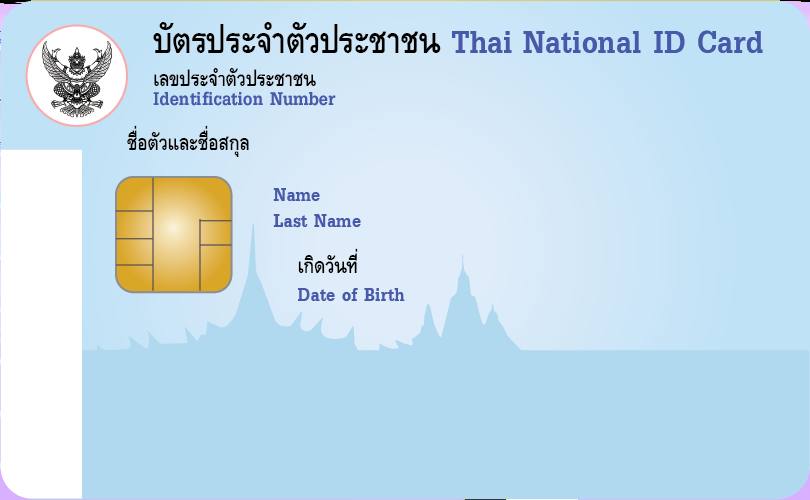 บัตรประจำตัวประชาชน Thai National ID Card
เลขประจำตัวประชาชน
Identification Number
ชื่อตัวและชื่อสกุล
Name
Last Name
เกิดวันที่
Date of Birth